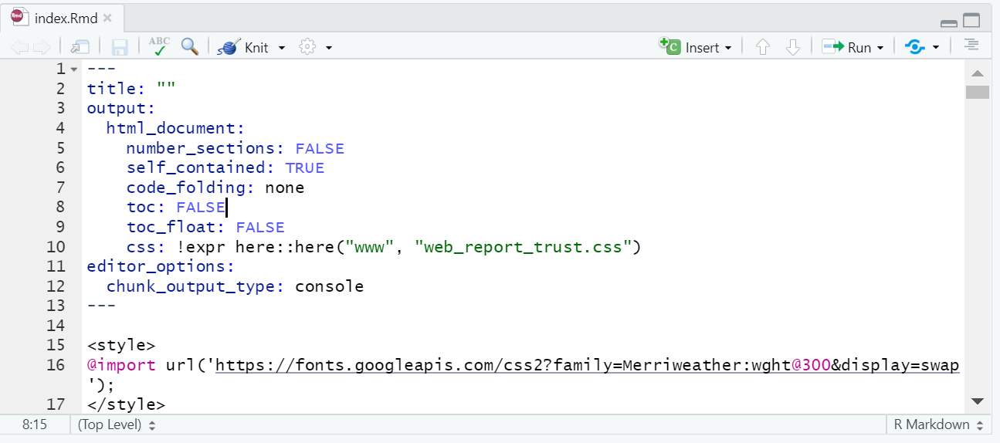 Rmd index.Rmd ×
ABC Knit Insert Run
1 ---
2 title: ""
3 output:
4 html_document:
5 number_sections: FALSE
6 self_contained: TRUE
7 code_folding: none
8 toc: FALSE
9 toc_float: FALSE
10 css: !expr here::here("www", "web_report_trust.css")
11 editor_options:
12 chunk_output_type: console
13 ---
14
15 <style>
16 @import url('https://fonts.googleapis.com/css2?family=Merriweather:wght@300&display=swap
');
17 </style>
8:15 (Top Level) R Markdown